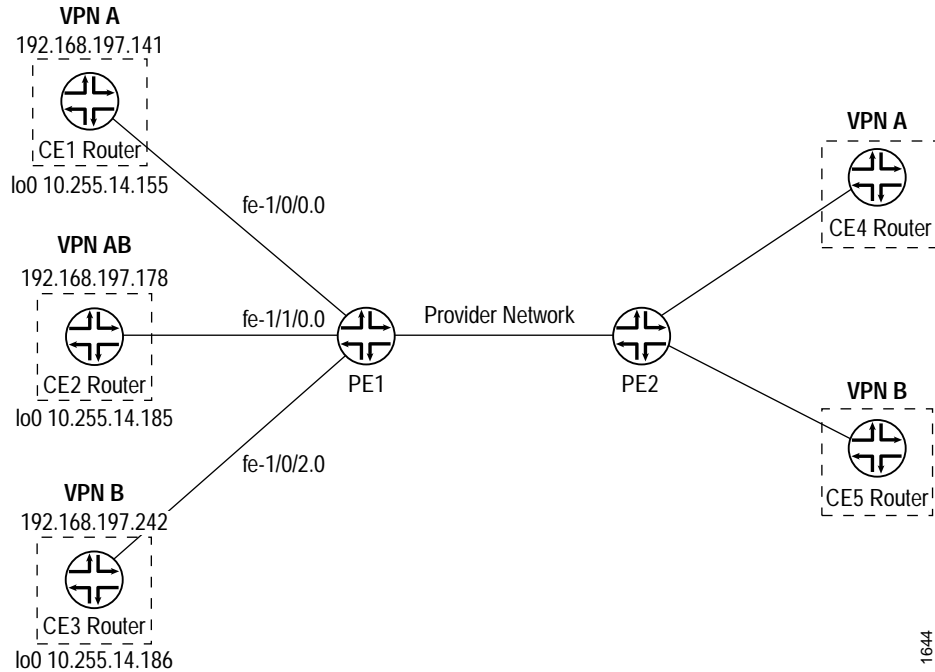 VPN A
192.168.197.141
CE1 Router
lo0 10.255.14.155
fe-1/0/0.0
VPN AB
192.168.197.178
CE2 Router
lo0 10.255.14.185
fe-1/1/0.0
PE1
Provider Network
PE2
VPN A
CE4 Router
VPN B
CE5 Router
fe-1/0/2.0
VPN B
192.168.197.242
CE3 Router
lo0 10.255.14.186
1644